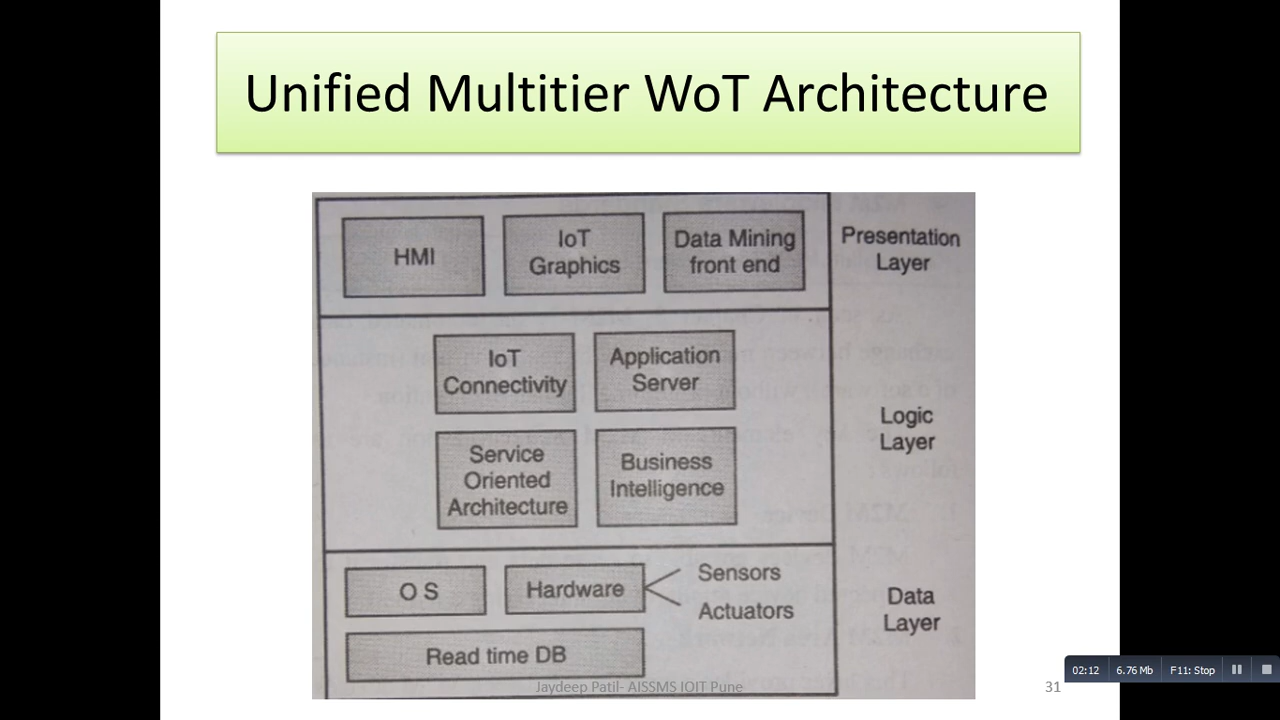 Unified Multitier WoT Architecture
HMI
IoT
Graphics
Data Mining
front end
Presentation
Layer
IoT
Connectivity
Application
Server
Service
Oriented
Architecture
Business
Intelligence
Logic
Layer
O S
Hardware
Sensors
Actuators
Read time DB
Data
Layer
Jaydeep Patil- AISSMS IOIT Pune
31
02:12
6.76 Mb
F11: Stop